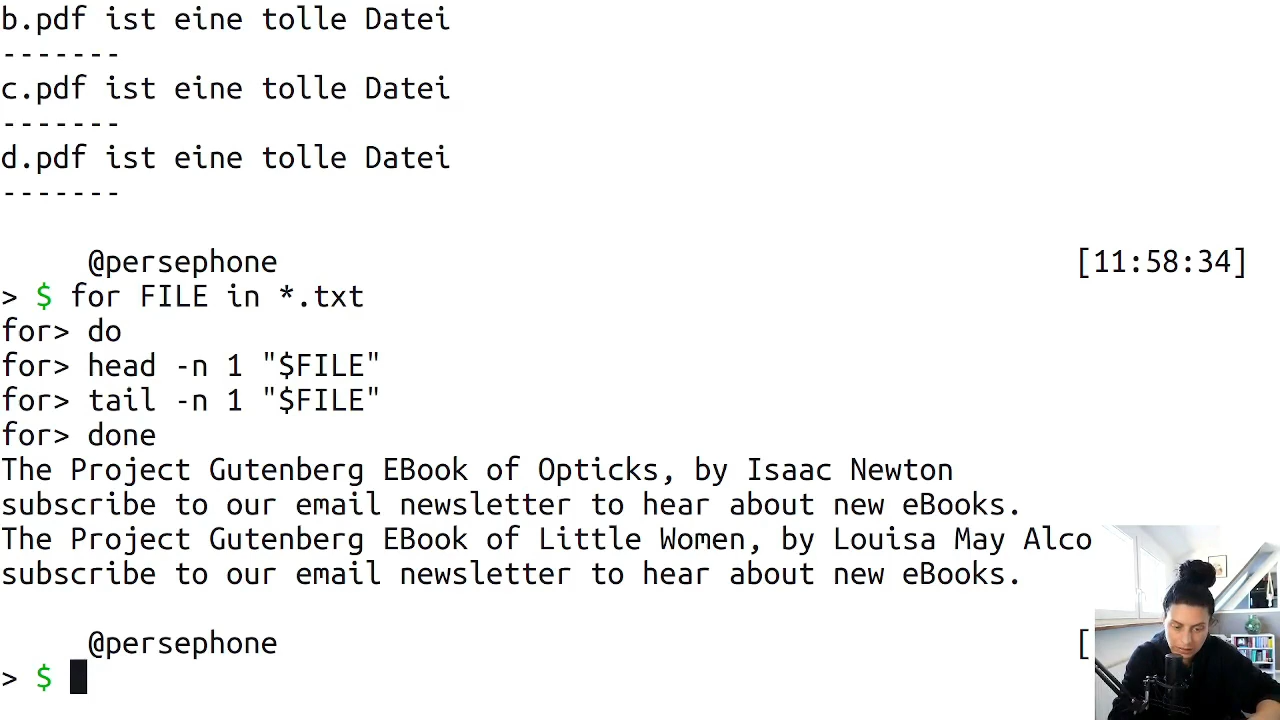 b.pdf ist eine tolle Datei
-------
c.pdf ist eine tolle Datei
-------
d.pdf ist eine tolle Datei
-------
@persephone [11:58:34]
> $ for FILE in *.txt
for> do
for> head -n 1 "$FILE"
for> tail -n 1 "$FILE"
for> done
The Project Gutenberg EBook of Opticks, by Isaac Newton
subscribe to our email newsletter to hear about new eBooks.
The Project Gutenberg EBook of Little Women, by Louisa May Alco
subscribe to our email newsletter to hear about new eBooks.
@persephone [
> $